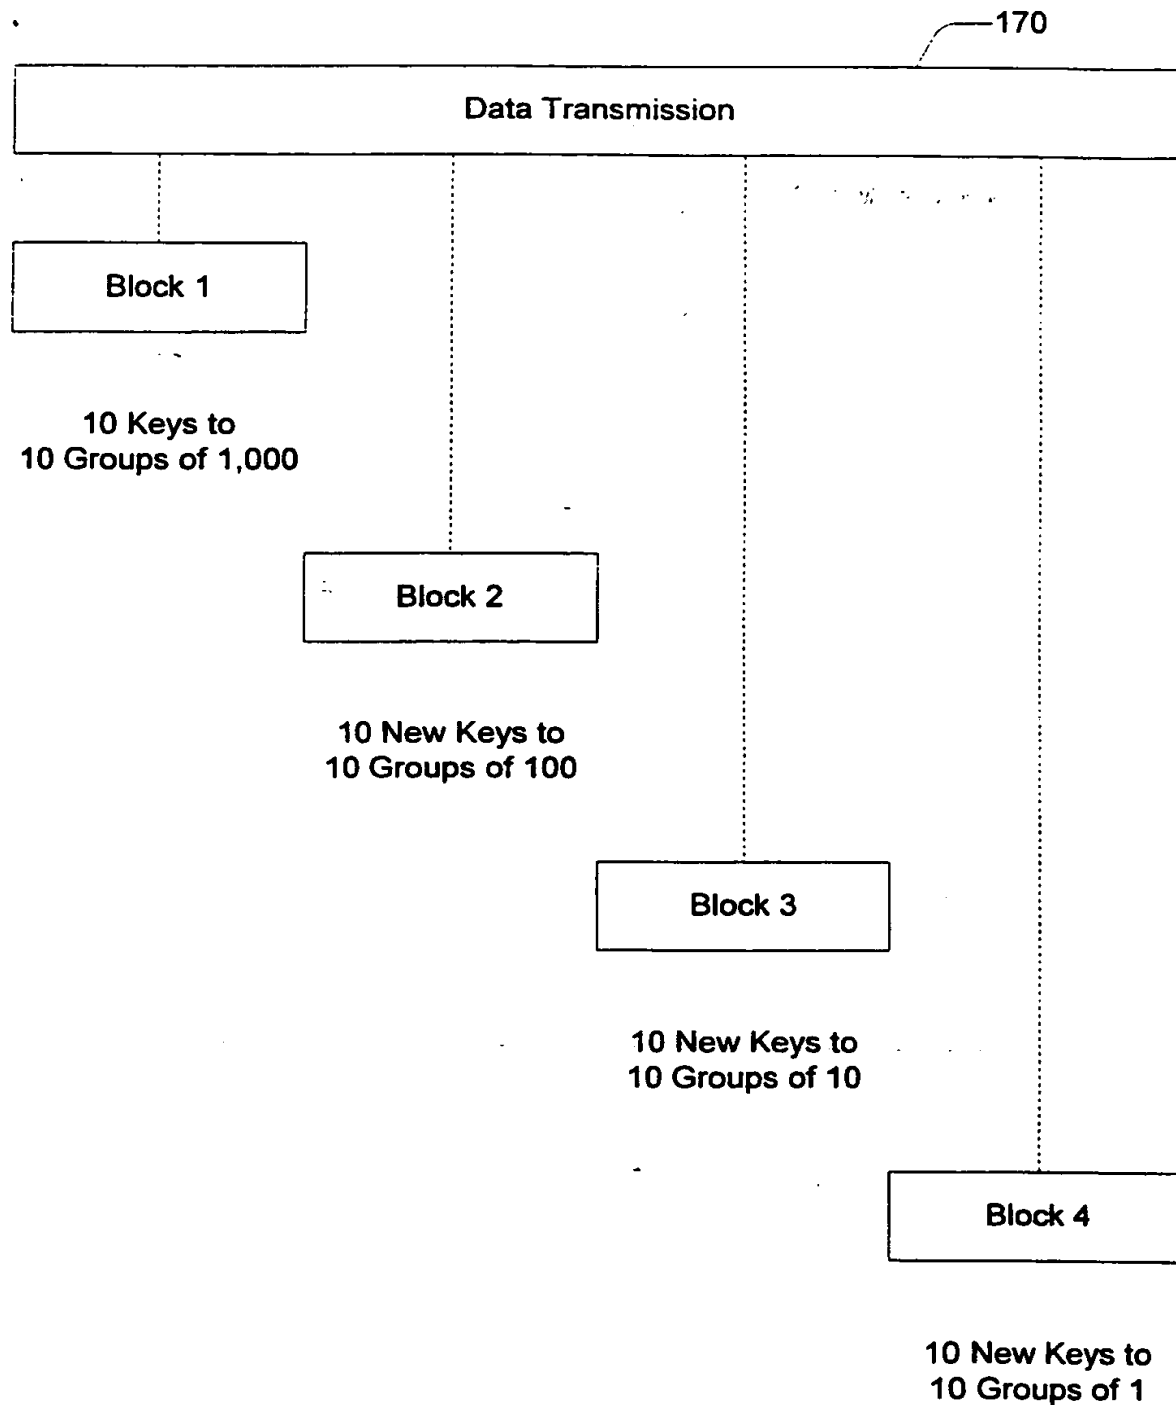 170
Data Transmission
Block 1
10 Keys to
10 Groups of 1,000
Block 2
10 New Keys to
10 Groups of 100
Block 3
10 New Keys to
10 Groups of 10
Block 4
10 New Keys to
10 Groups of 1